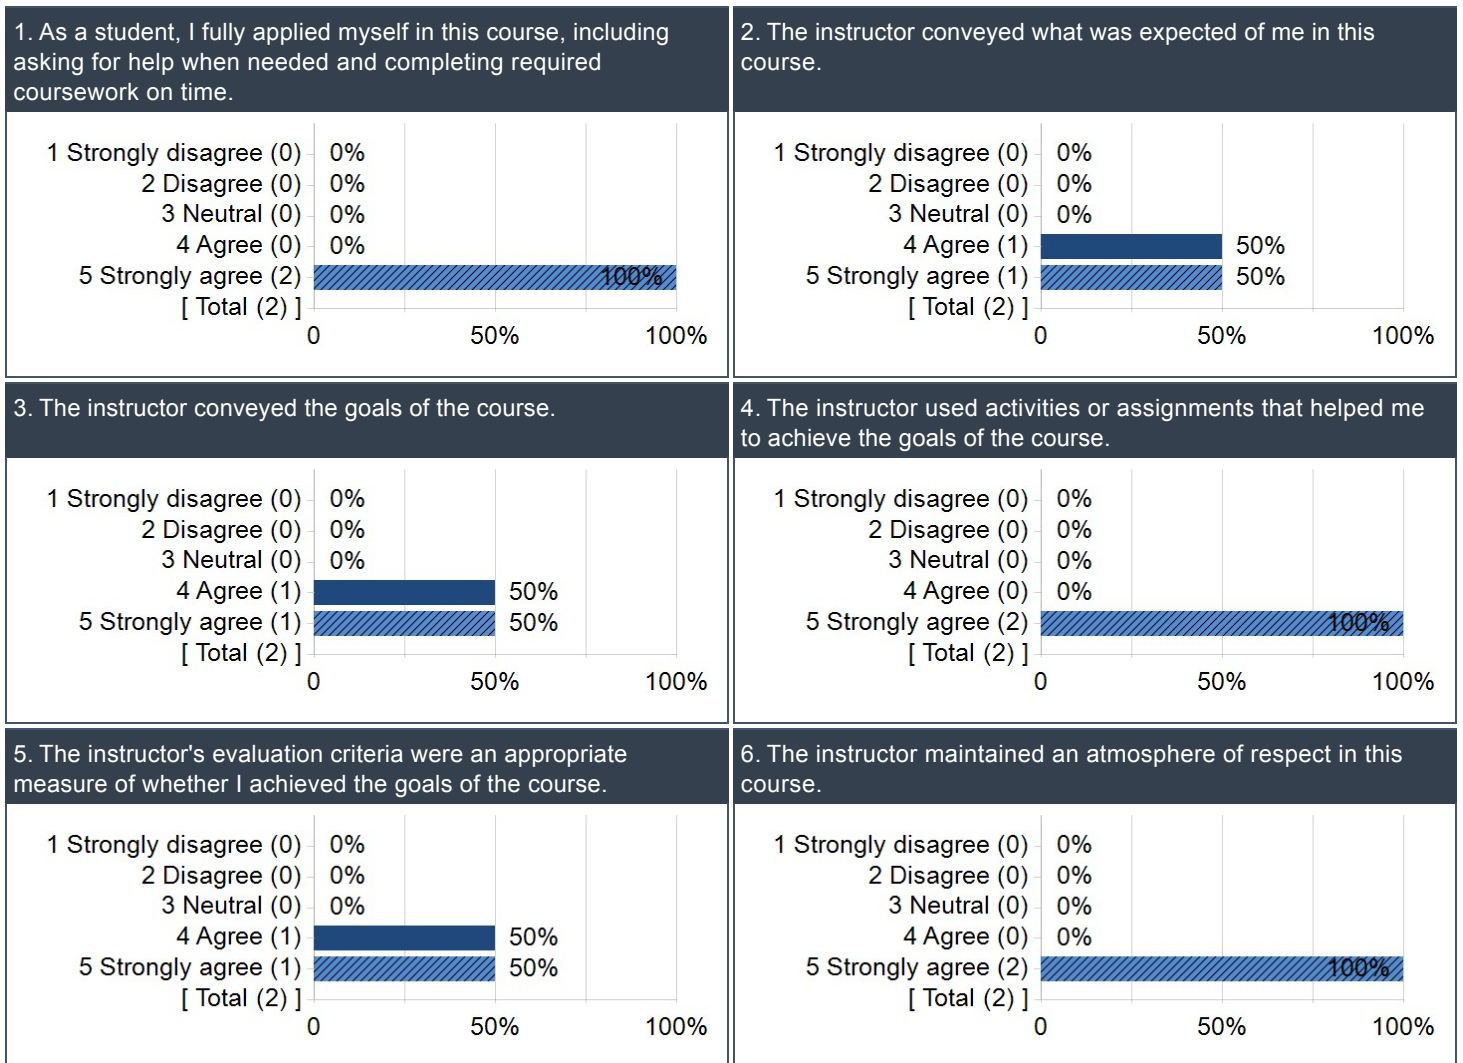 1. As a student, I fully applied myself in this course, including
asking for help when needed and completing required
coursework on time.
1 Strongly disagree (0) 0%
2 Disagree (0) 0%
3 Neutral (0) 0%
4 Agree (0) 0%
5 Strongly agree (2) 100%
[ Total (2) ]
0 50% 100%
2. The instructor conveyed what was expected of me in this
course.
1 Strongly disagree (0) 0%
2 Disagree (0) 0%
3 Neutral (0) 0%
4 Agree (1) 50%
5 Strongly agree (1) 50%
[ Total (2) ]
0 50% 100%
3. The instructor conveyed the goals of the course.
1 Strongly disagree (0) 0%
2 Disagree (0) 0%
3 Neutral (0) 0%
4 Agree (1) 50%
5 Strongly agree (1) 50%
[ Total (2) ]
0 50% 100%
4. The instructor used activities or assignments that helped me
to achieve the goals of the course.
1 Strongly disagree (0) 0%
2 Disagree (0) 0%
3 Neutral (0) 0%
4 Agree (0) 0%
5 Strongly agree (2) 100%
[ Total (2) ]
0 50% 100%
5. The instructor's evaluation criteria were an appropriate
measure of whether I achieved the goals of the course.
1 Strongly disagree (0) 0%
2 Disagree (0) 0%
3 Neutral (0) 0%
4 Agree (1) 50%
5 Strongly agree (1) 50%
[ Total (2) ]
0 50% 100%
6. The instructor maintained an atmosphere of respect in this
course.
1 Strongly disagree (0) 0%
2 Disagree (0) 0%
3 Neutral (0) 0%
4 Agree (0) 0%
5 Strongly agree (2) 100%
[ Total (2) ]
0 50% 100%